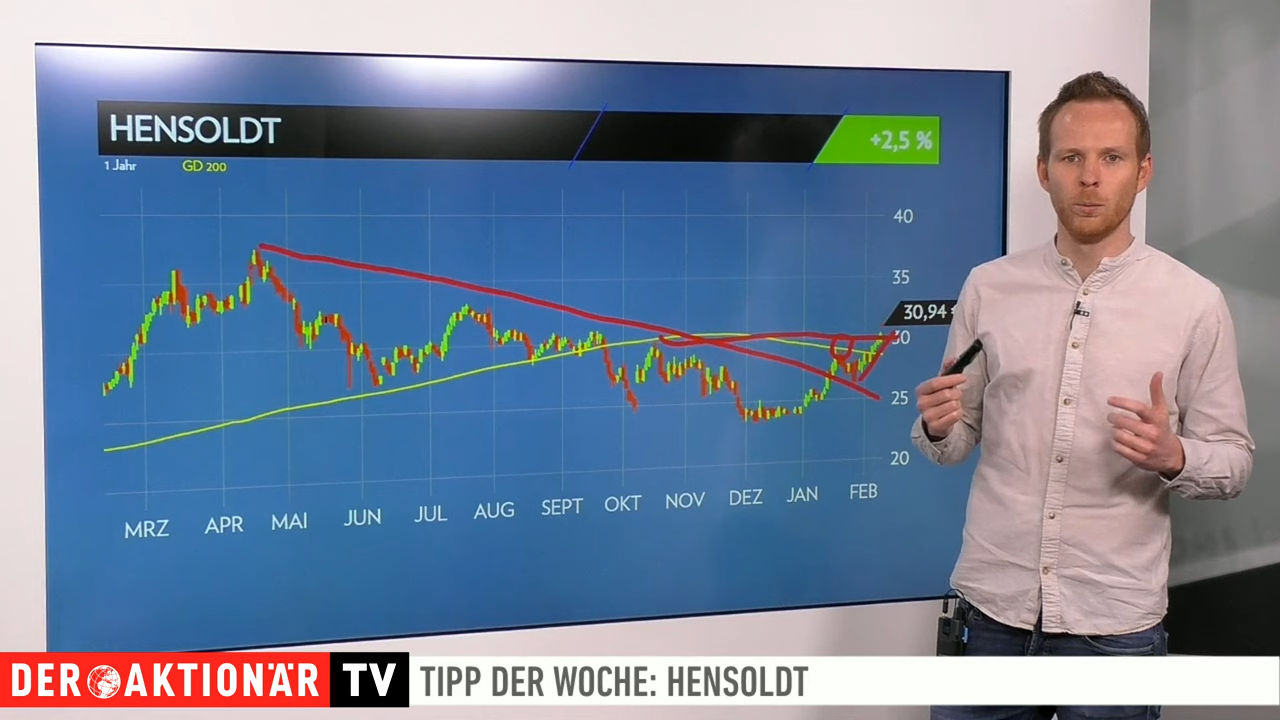 HENSOLDT
+2,5 %
1 Jahr GD 200
40
35
30,94 €
30
25
20
MRZ APR MAI JUN JUL AUG SEPT OKT NOV DEZ JAN FEB
DER AKTIONÄR TV TIPP DER WOCHE: HENSOLDT